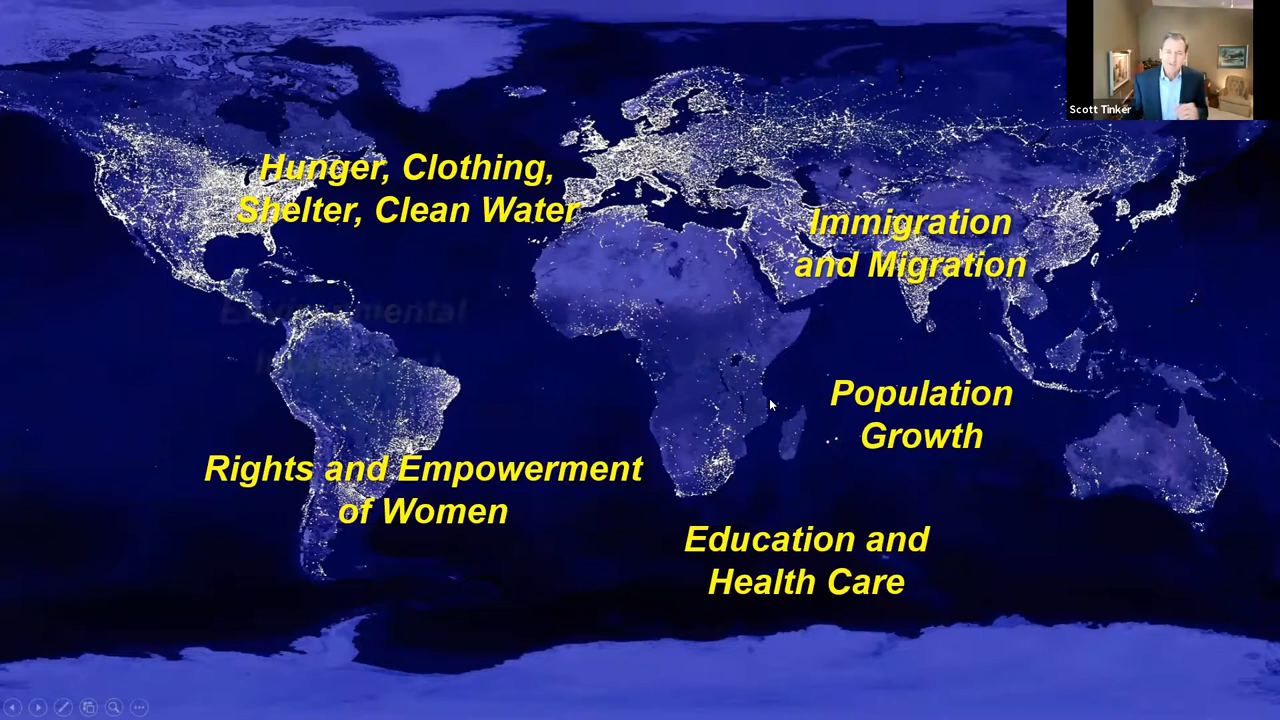 Scott Tinker
Hunger, Clothing,
Shelter, Clean Water
Immigration
and Migration
Environmental
Population
Growth
Rights and Empowerment
of Women
Education and
Health Care